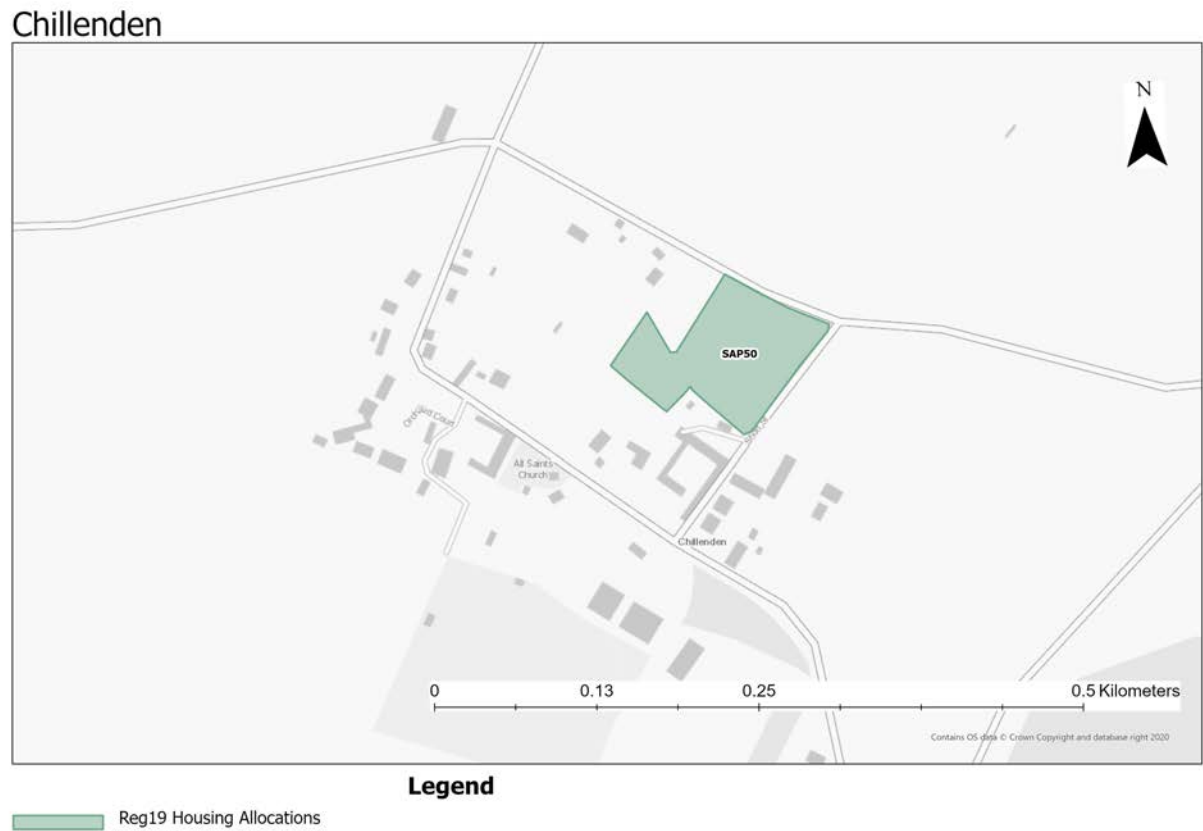 Chillenden
N
SAP50
Orchard Court
All Saints
Church
Chillenden
0 0.13 0.25 0.5 Kilometers
Contains OS data © Crown Copyright and database right 2020
Legend
Reg19 Housing Allocations